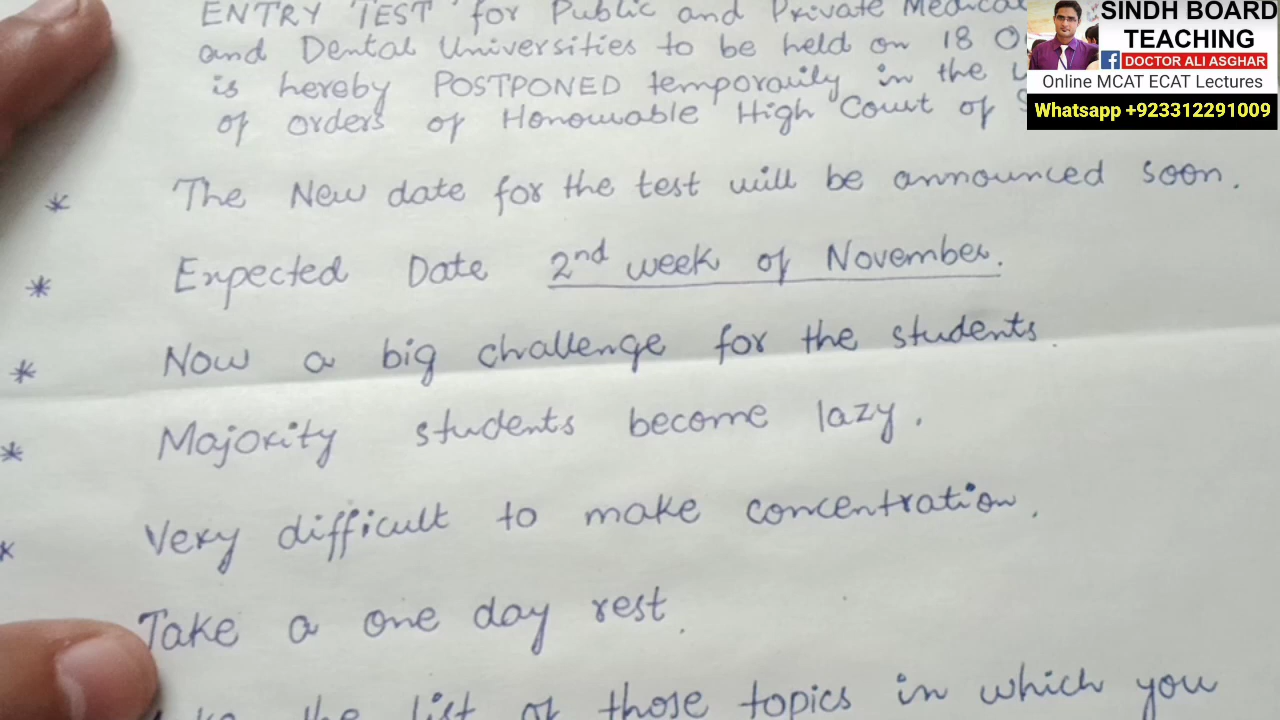 ENTRY TEST for Public and Private Medical
and Dental Universities to be held on 18
is hereby POSTPONED temporarily in the
of orders of Honourable High Court of
* The New date for the test will be announced soon.
* Expected Date 2nd week of November.
* Now a big challenge for the students.
* Majority students become lazy.
* Very difficult to make concentration.
Take a one day rest.
the list of those topics in which you
SINDH BOARD
TEACHING
f DOCTOR ALI ASGHAR
Online MCAT ECAT Lectures
Whatsapp +923312291009